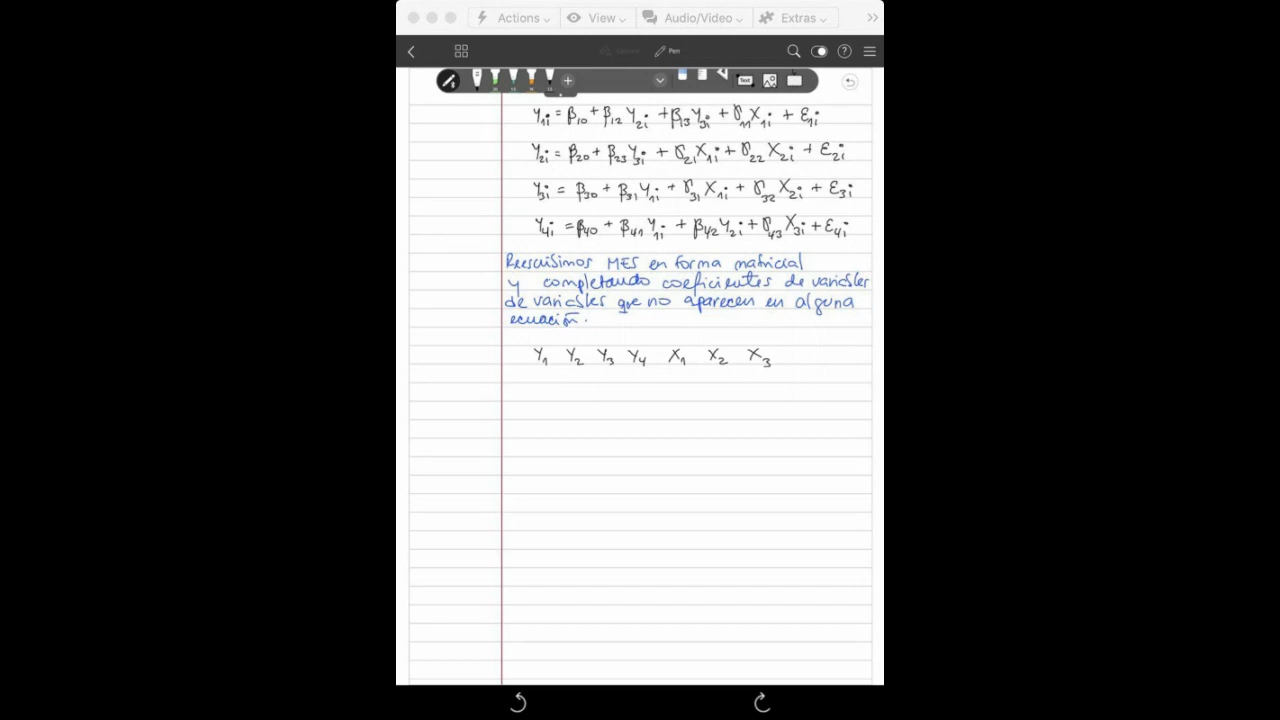 Actions View Audio/Video Extras
Pen
Text
Y₁ᵢ = β₁₀ + β₁₂ Y₂ᵢ + β₁₃ Y₃ᵢ + γ₁₁ X₁ᵢ + ε₁ᵢ
Y₂ᵢ = β₂₀ + β₂₃ Y₃ᵢ + γ₂₁ X₁ᵢ + γ₂₂ X₂ᵢ + ε₂ᵢ
Y₃ᵢ = β₃₀ + β₃₁ Y₁ᵢ + γ₃₁ X₁ᵢ + γ₃₂ X₂ᵢ + ε₃ᵢ
Y₄ᵢ = β₄₀ + β₄₁ Y₁ᵢ + β₄₂ Y₂ᵢ + γ₄₃ X₃ᵢ + ε₄ᵢ
Reescribimos MES en forma matricial
y completando coeficientes de variables
de variables que no aparecen en alguna
ecuación.
Y₁ Y₂ Y₃ Y₄ X₁ X₂ X₃